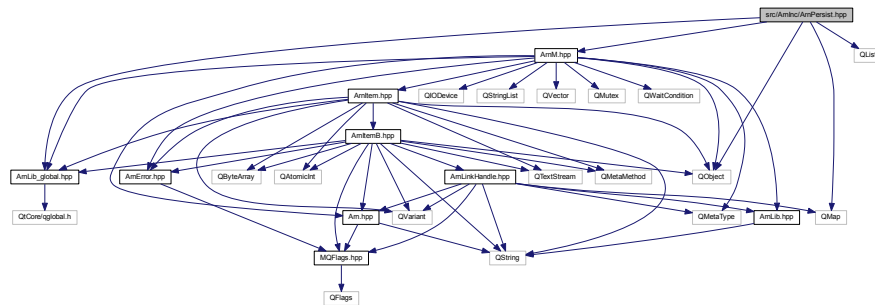 src/ArnInc/ArnPersist.hpp
ArnM.hpp
QList
ArnItem.hpp
QIODevice
QStringList
QVector
QMutex
QWaitCondition
ArnItemB.hpp
ArnLib_global.hpp
ArnError.hpp
QByteArray
QAtomicInt
ArnLinkHandle.hpp
QTextStream
QMetaMethod
QObject
QtCore/qglobal.h
Arn.hpp
QVariant
QMetaType
ArnLib.hpp
QMap
MQFlags.hpp
QString
QFlags